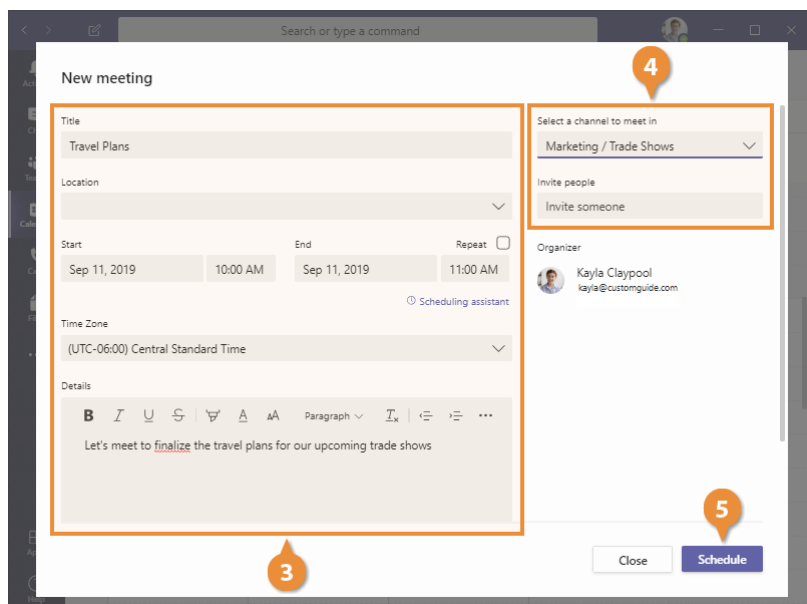 Search or type a command
New meeting
4
Title
Travel Plans
Location
Start End Repeat
Sep 11, 2019 10:00 AM Sep 11, 2019 11:00 AM
Scheduling assistant
Time Zone
(UTC-06:00) Central Standard Time
Details
B I U S A AA Paragraph Tx ...
Let's meet to finalize the travel plans for our upcoming trade shows
3
Select a channel to meet in
Marketing / Trade Shows
Invite people
Invite someone
Organizer
Kayla Claypool
kayla@customguide.com
5
Close Schedule